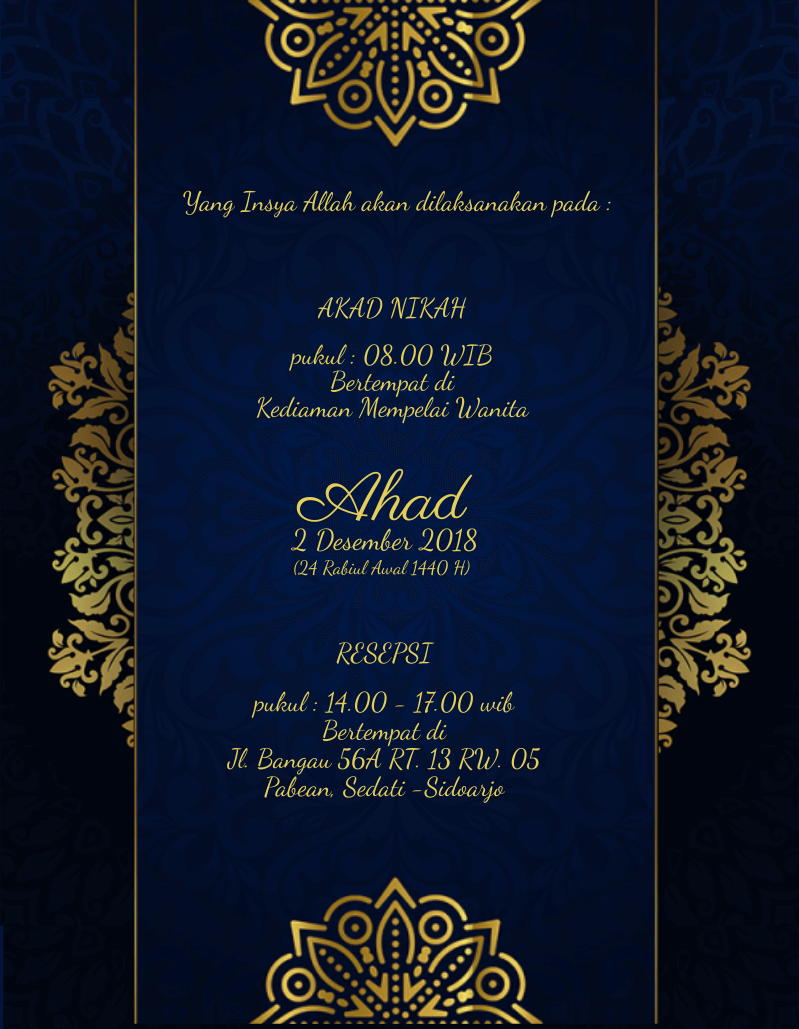 Yang Insya Allah akan dilaksanakan pada :
AKAD NIKAH
pukul : 08.00 WIB
Bertempat di
Kediaman Mempelai Wanita
Ahad
2 Desember 2018
(24 Rabiul Awal 1440 H)
RESEPSI
pukul : 14.00 - 17.00 wib
Bertempat di
Jl. Bangau 56A RT. 13 RW. 05
Pabean, Sedati -Sidoarjo